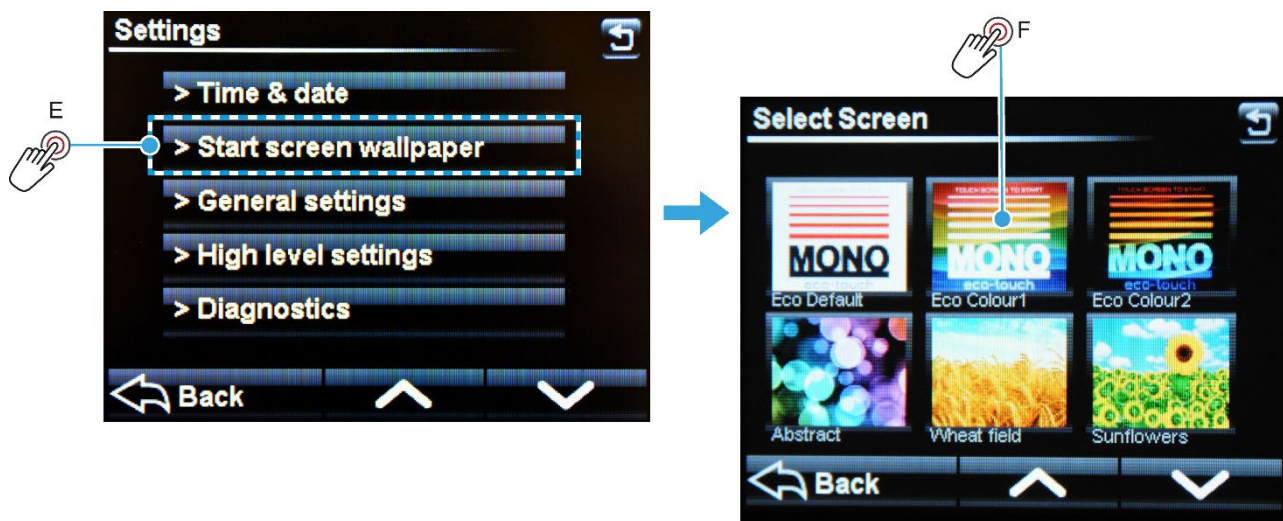 Settings
> Time & date
E
> Start screen wallpaper
> General settings
> High level settings
> Diagnostics
Back
F
Select Screen
MONO
Eco Default
TOUCH SCREEN TO START
MONO
eco-touch
Eco Colour1
TOUCH SCREEN TO START
MONO
eco-touch
Eco Colour2
Abstract
Wheat field
Sunflowers
Back